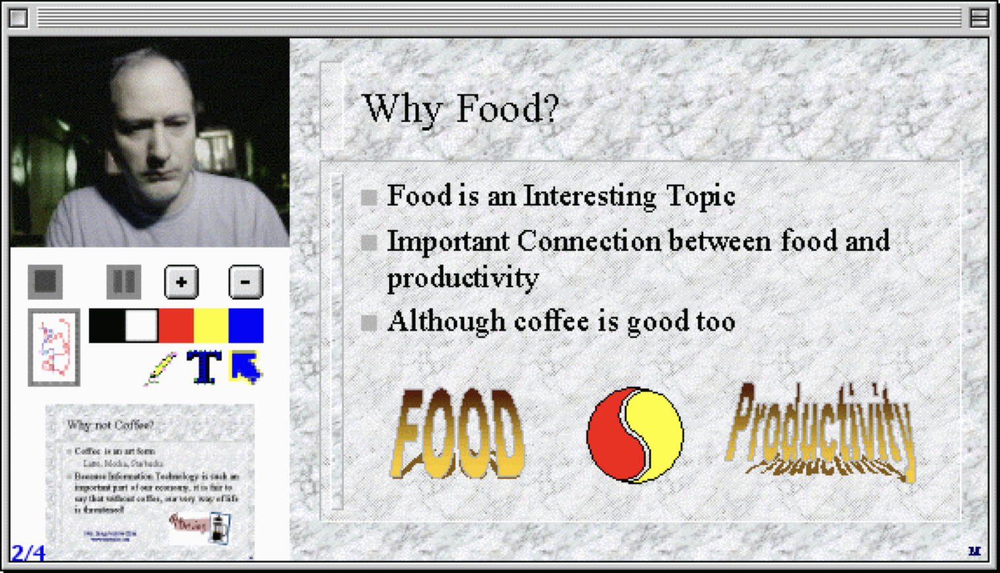 Why Food?
Food is an Interesting Topic
Important Connection between food and
productivity
Although coffee is good too
FOOD
Productivity
+
-
T
Why not Coffee?
Coffee is an art form
Latte, Mocha, Starbucks
Because Information Technology is such an
important part of our economy, it is fair to
say that without coffee, our very way of life
is threatened!
2/4
M